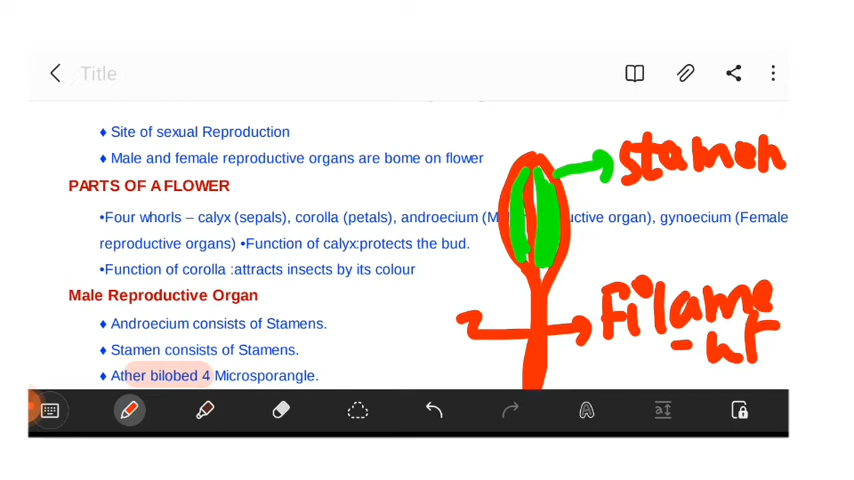 Title
♦ Site of sexual Reproduction
♦ Male and female reproductive organs are bome on flower
stamen
PARTS OF A FLOWER
•Four whorls – calyx (sepals), corolla (petals), androecium (M uctive organ), gynoecium (Female
reproductive organs) •Function of calyx:protects the bud.
•Function of corolla :attracts insects by its colour
Male Reproductive Organ
Filame
-nt
♦ Androecium consists of Stamens.
♦ Stamen consists of Stamens.
♦ Ather bilobed 4 Microsporangle.